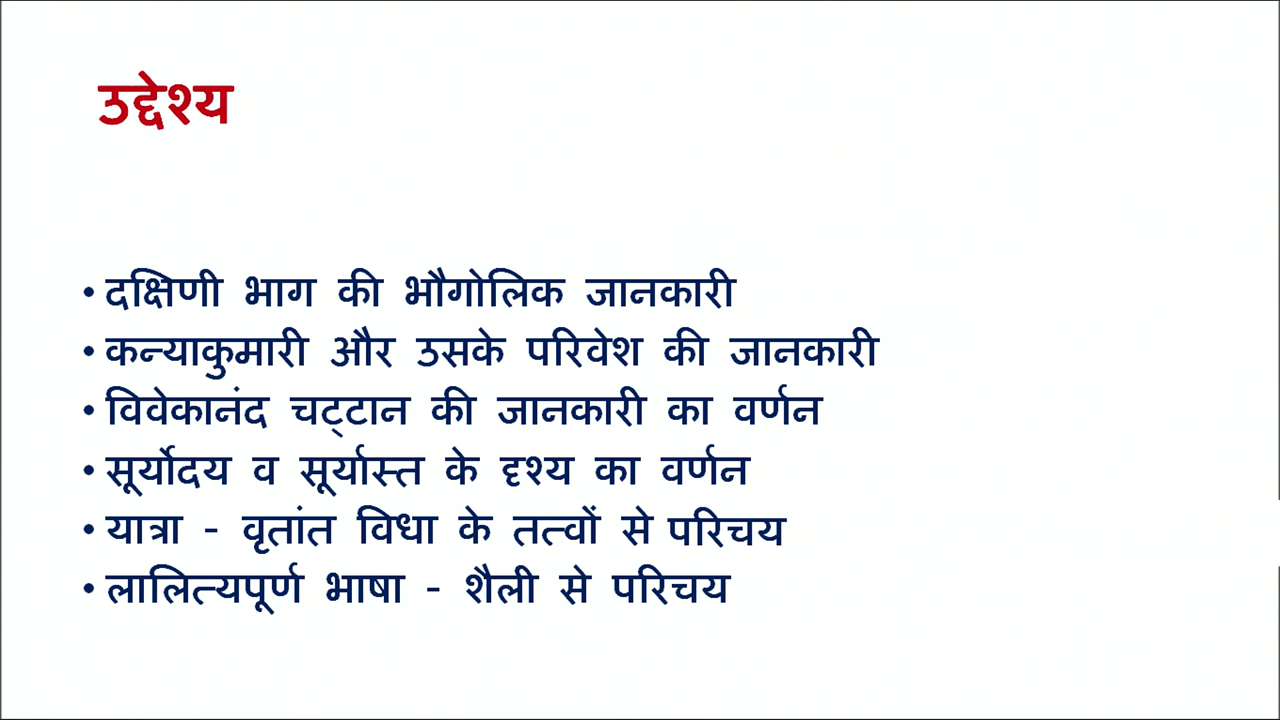 उद्देश्य
• दक्षिणी भाग की भौगोलिक जानकारी
• कन्याकुमारी और उसके परिवेश की जानकारी
• विवेकानंद चट्‌टान की जानकारी का वर्णन
• सूर्योदय व सूर्यास्त के दृश्य का वर्णन
• यात्रा - वृतांत विधा के तत्वों से परिचय
• लालित्यपूर्ण भाषा - शैली से परिचय